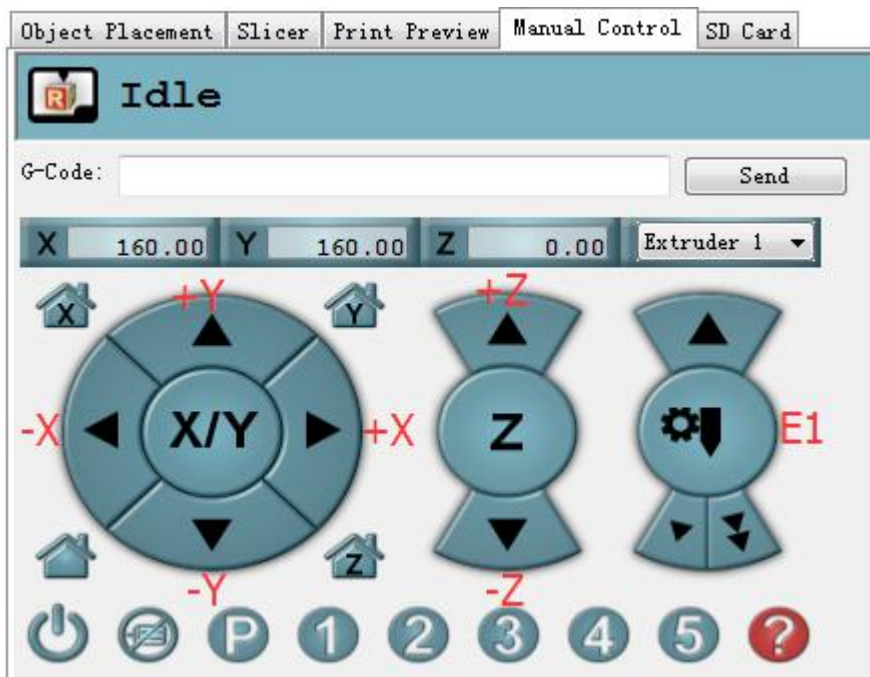 Object Placement Slicer Print Preview Manual Control SD Card
R Idle
G-Code: Send
X 160.00 Y 160.00 Z 0.00 Extruder 1
X +Y Y +Z
-X X/Y +X Z E1
Z
-Y -Z
P 1 2 3 4 5 ?